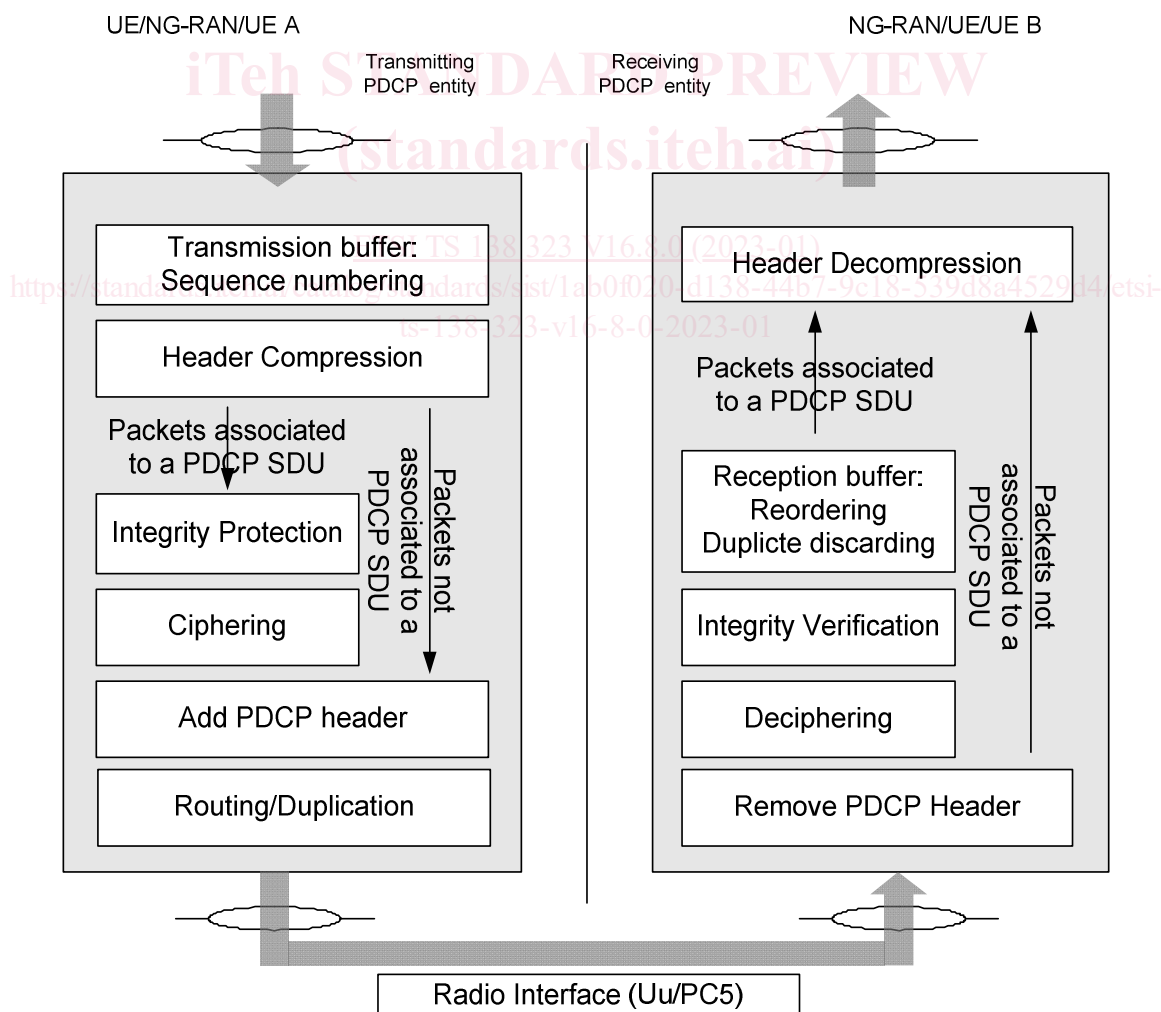 UE/NG-RAN/UE A
NG-RAN/UE/UE B
Transmitting
PDCP entity
Receiving
PDCP entity
iTeh STANDARD PREVIEW
(standards.iteh.ai)
Transmission buffer:
Sequence numbering
Header Compression
Packets associated
to a PDCP SDU
Packets not
associated to a
PDCP SDU
Integrity Protection
Ciphering
Add PDCP header
Routing/Duplication
TS 138 323 V16.8.0 (2023-01)
https://standards.iteh.ai/catalog/standards/sist/1ab0f020-d138-44b7-9c18-539d8a4529d4/etsi-
ts-138-323-v16-8-0-2023-01
Header Decompression
Packets associated
to a PDCP SDU
Packets not
associated to a
PDCP SDU
Reception buffer:
Reordering
Duplicte discarding
Integrity Verification
Deciphering
Remove PDCP Header
Radio Interface (Uu/PC5)